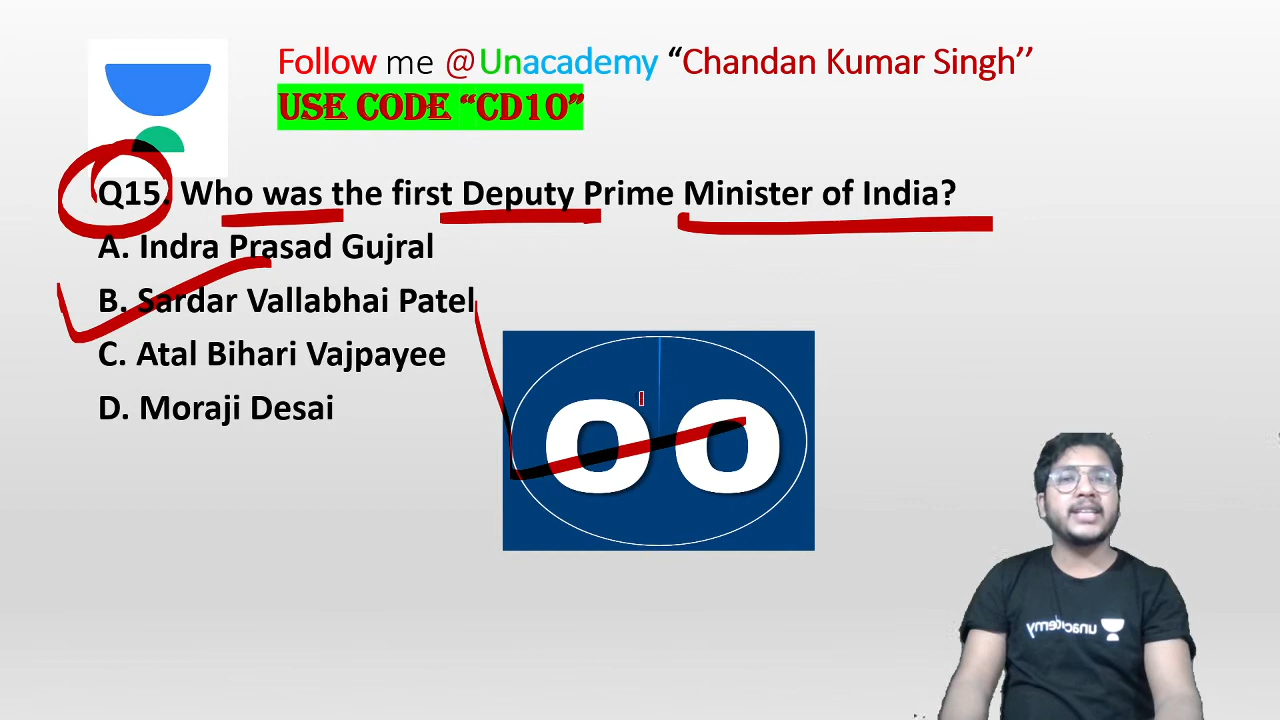 Follow me @Unacademy “Chandan Kumar Singh’’
USE CODE “CD10”
Q15. Who was the first Deputy Prime Minister of India?
A. Indra Prasad Gujral
B. Sardar Vallabhai Patel
C. Atal Bihari Vajpayee
D. Moraji Desai
00
unacademy